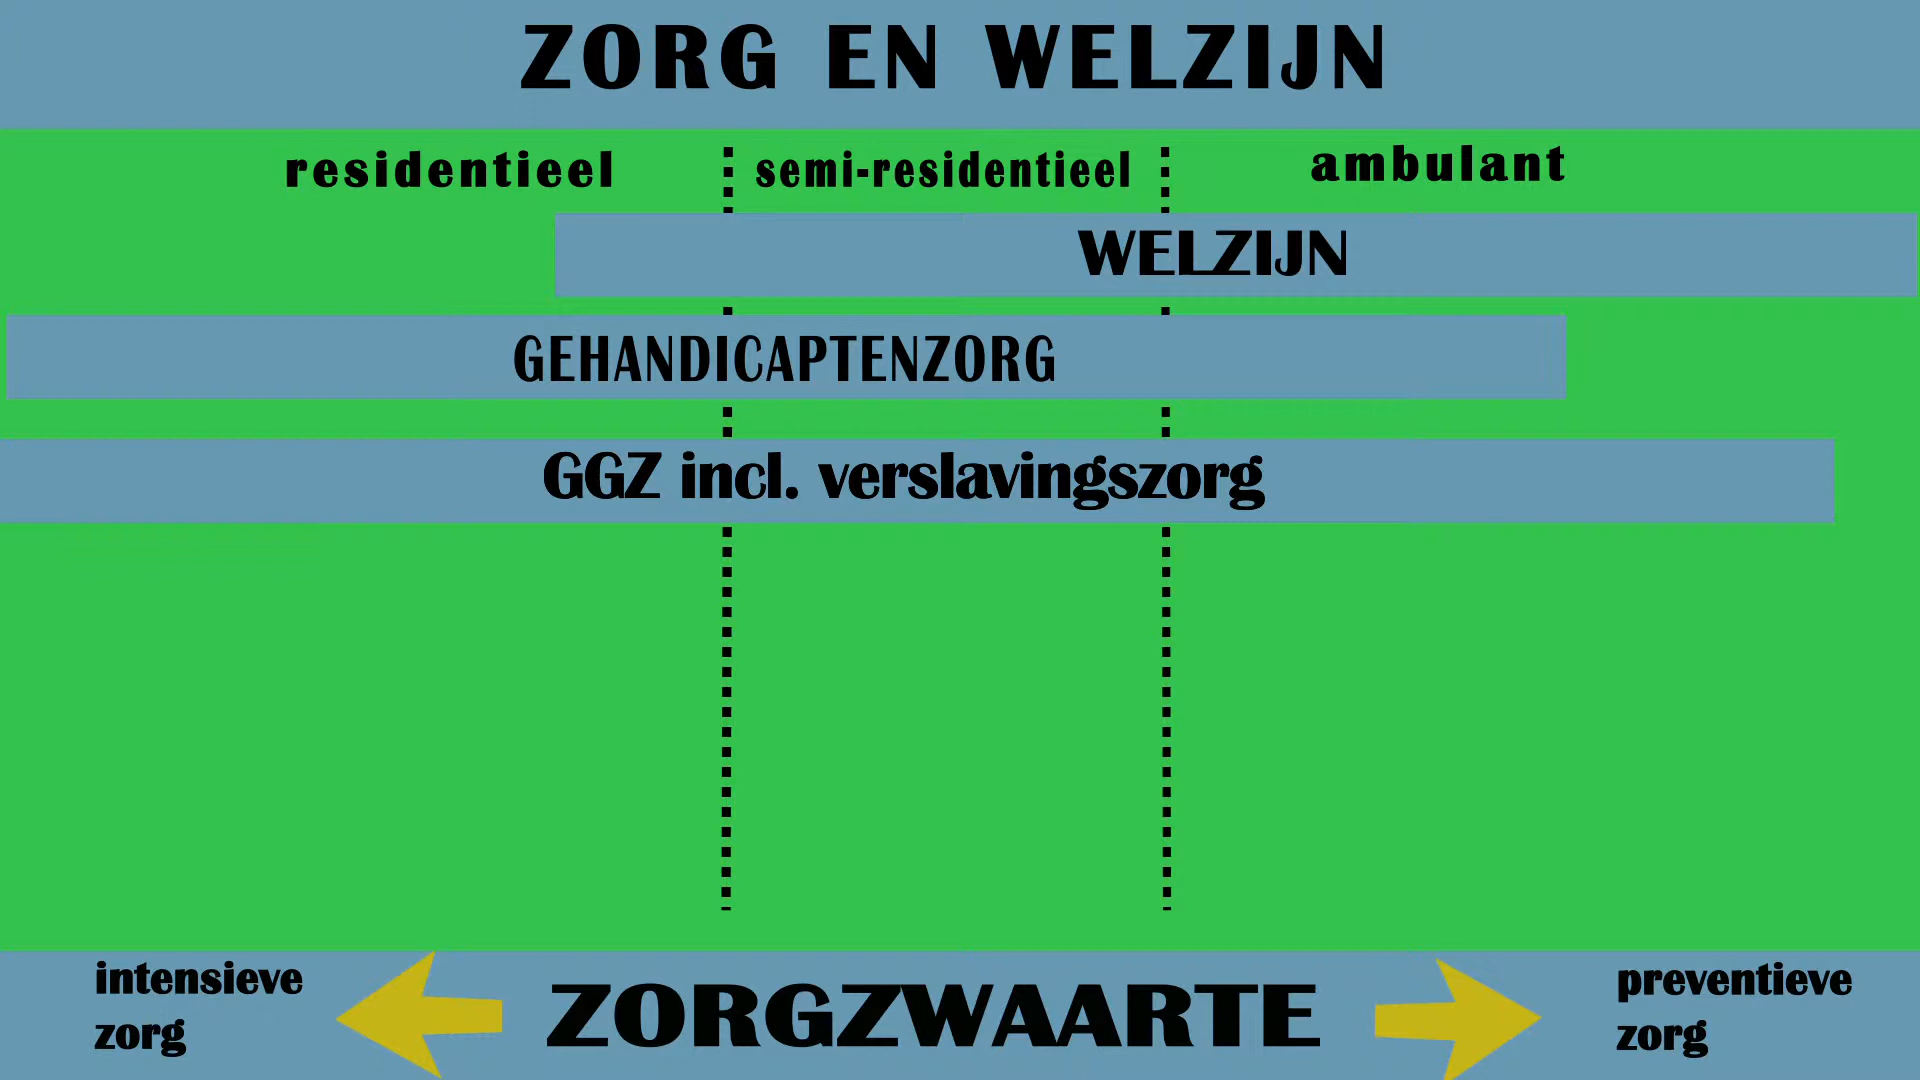 ZORG EN WELZIJN
residentieel semi-residentieel ambulant
WELZIJN
GEHANDICAPTENZORG
GGZ incl. verslavingszorg
intensieve
zorg
ZORGZWAARTE
preventieve
zorg